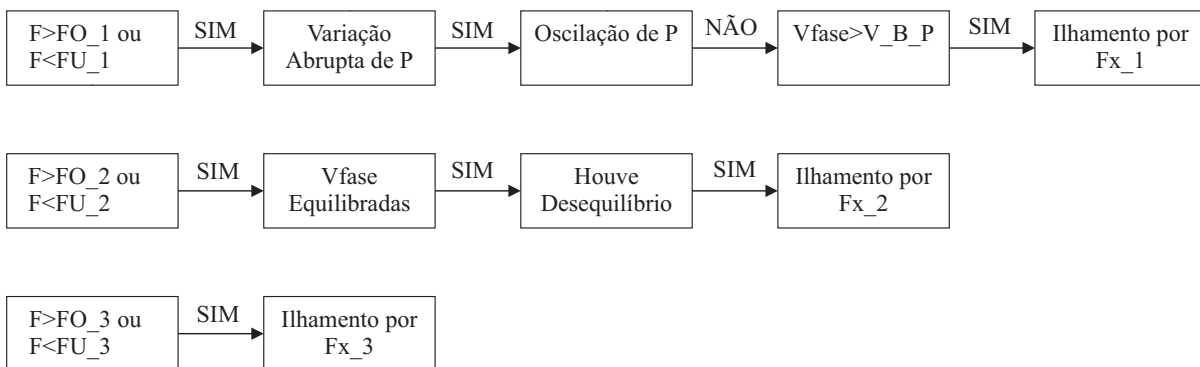 F>FO_1 ou
F<FU_1
SIM
Variação
Abrupta de P
SIM
Oscilação de P
NÃO
Vfase>V_B_P
SIM
Ilhamento por
Fx_1
F>FO_2 ou
F<FU_2
SIM
Vfase
Equilibradas
SIM
Houve
Desequilíbrio
SIM
Ilhamento por
Fx_2
F>FO_3 ou
F<FU_3
SIM
Ilhamento por
Fx_3